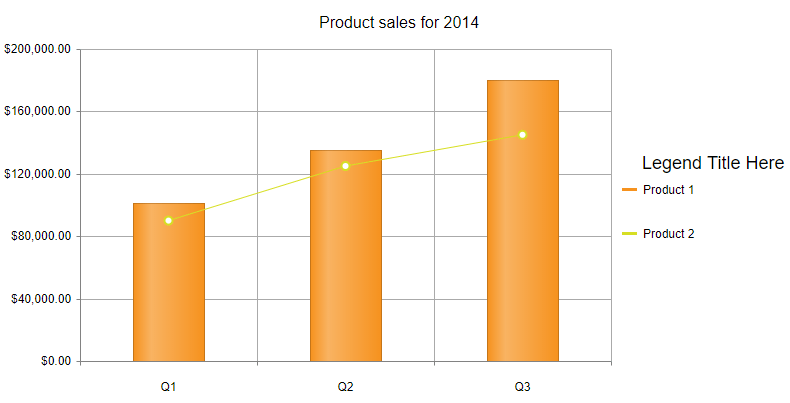 Product sales for 2014
$200,000.00
$160,000.00
$120,000.00
$80,000.00
$40,000.00
$0.00
Q1 Q2 Q3
Legend Title Here
Product 1
Product 2